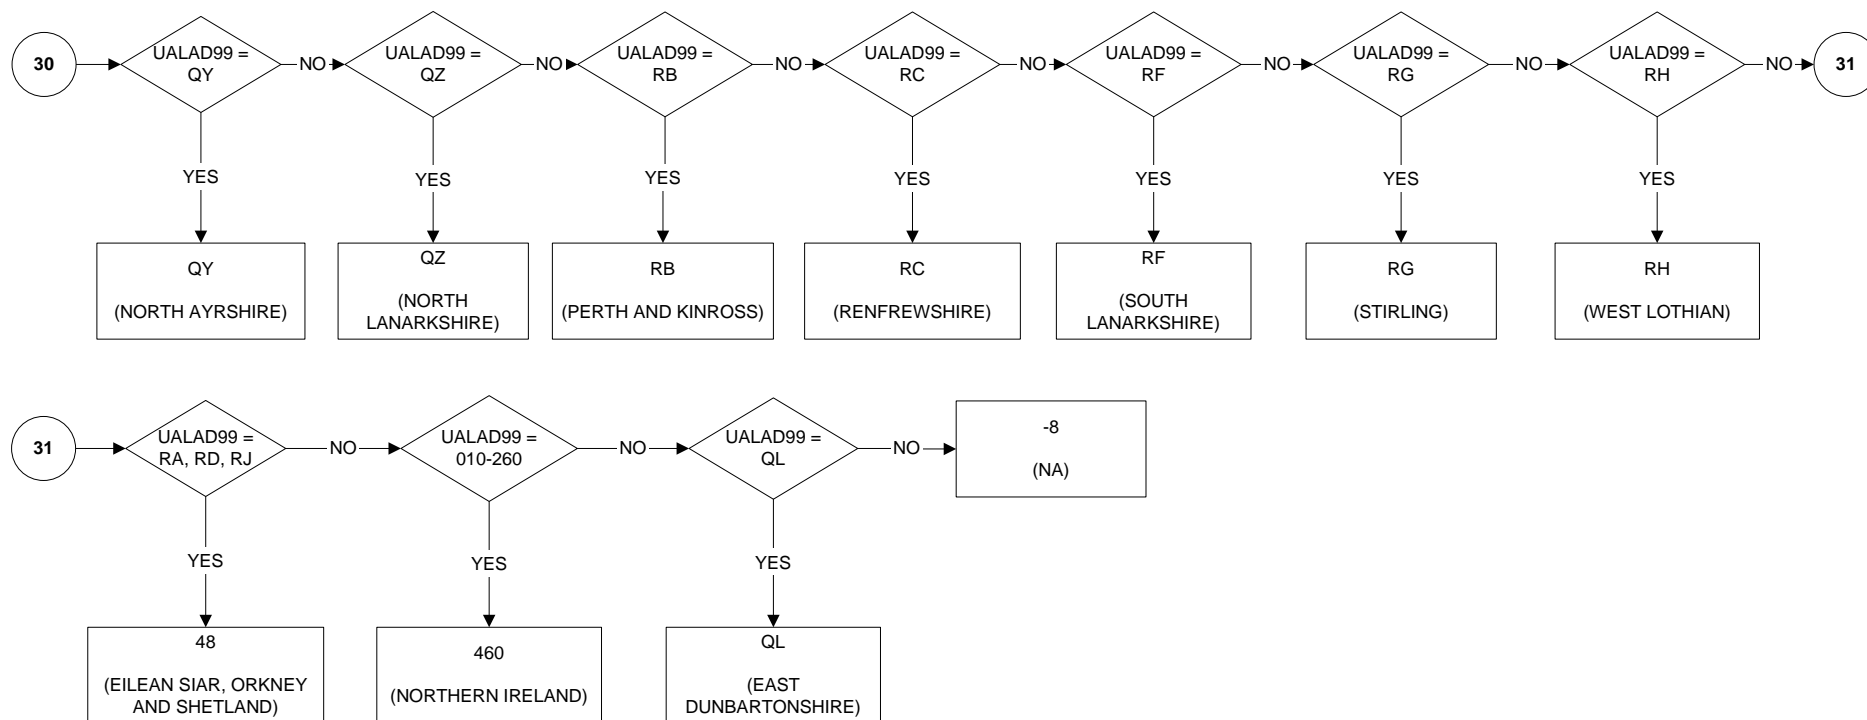 30
UALAD99 =
QY
NO
UALAD99 =
QZ
NO
UALAD99 =
RB
NO
UALAD99 =
RC
NO
UALAD99 =
RF
NO
UALAD99 =
RG
NO
UALAD99 =
RH
NO
31
YES
YES
YES
YES
YES
YES
YES
QY
(NORTH AYRSHIRE)
QZ
(NORTH
LANARKSHIRE)
RB
(PERTH AND KINROSS)
RC
(RENFREWSHIRE)
RF
(SOUTH
LANARKSHIRE)
RG
(STIRLING)
RH
(WEST LOTHIAN)
31
UALAD99 =
RA, RD, RJ
NO
UALAD99 =
010-260
NO
UALAD99 =
QL
NO
-8
(NA)
YES
YES
YES
48
(EILEAN SIAR, ORKNEY
AND SHETLAND)
460
(NORTHERN IRELAND)
QL
(EAST
DUNBARTONSHIRE)